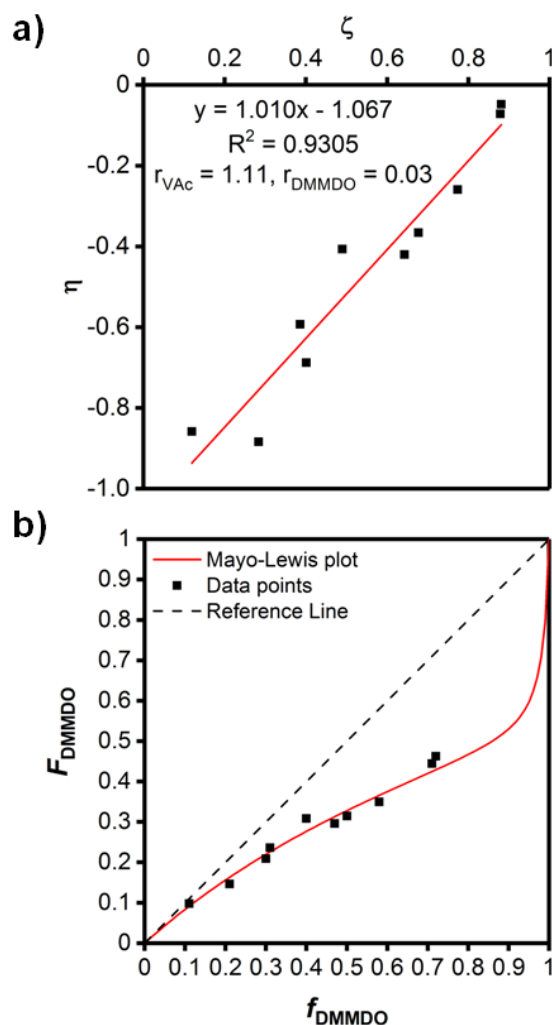 a)
ζ
0 0.2 0.4 0.6 0.8 1
y = 1.010x - 1.067
R² = 0.9305
r_VAc = 1.11, r_DMMDO = 0.03
0
-0.2
-0.4
-0.6
-0.8
-1.0
η
b)
Mayo-Lewis plot
Data points
Reference Line
1
0.9
0.8
0.7
0.6
0.5
0.4
0.3
0.2
0.1
0
F_DMMDO
0 0.1 0.2 0.3 0.4 0.5 0.6 0.7 0.8 0.9 1
f_DMMDO